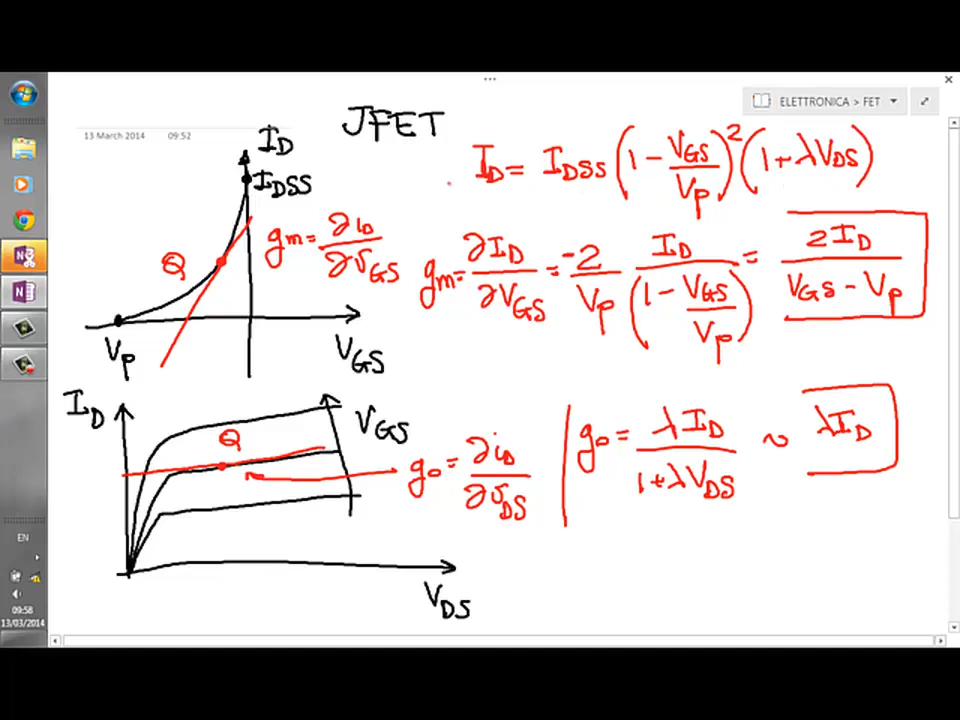 ELETTRONICA > FET
13 March 2014 09:52
JFET
I_D
I_DSS
Q
g_m = ∂i_D / ∂v_GS
V_P
V_GS
I_D = I_DSS (1 - V_GS / V_P)² (1 + λV_DS)
g_m = ∂I_D / ∂V_GS = -2 / V_P I_D / (1 - V_GS / V_P) = 2I_D / (V_GS - V_P)
I_D
V_GS
Q
g_o = ∂i_D / ∂v_DS
V_DS
g_o = λI_D / (1 + λV_DS) ~ λI_D
EN
09:58
13/03/2014